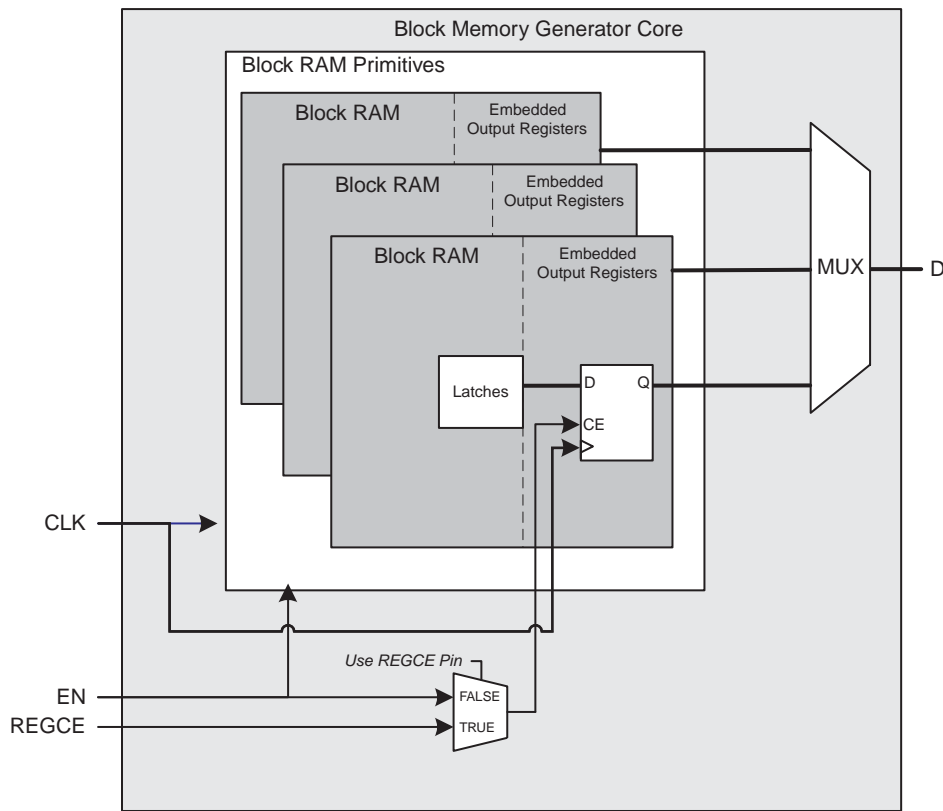 Block Memory Generator Core
Block RAM Primitives
Block RAM
Embedded
Output Registers
Block RAM
Embedded
Output Registers
Block RAM
Embedded
Output Registers
MUX
D
Latches
D
Q
CE
CLK
Use REGCE Pin
EN
FALSE
REGCE
TRUE